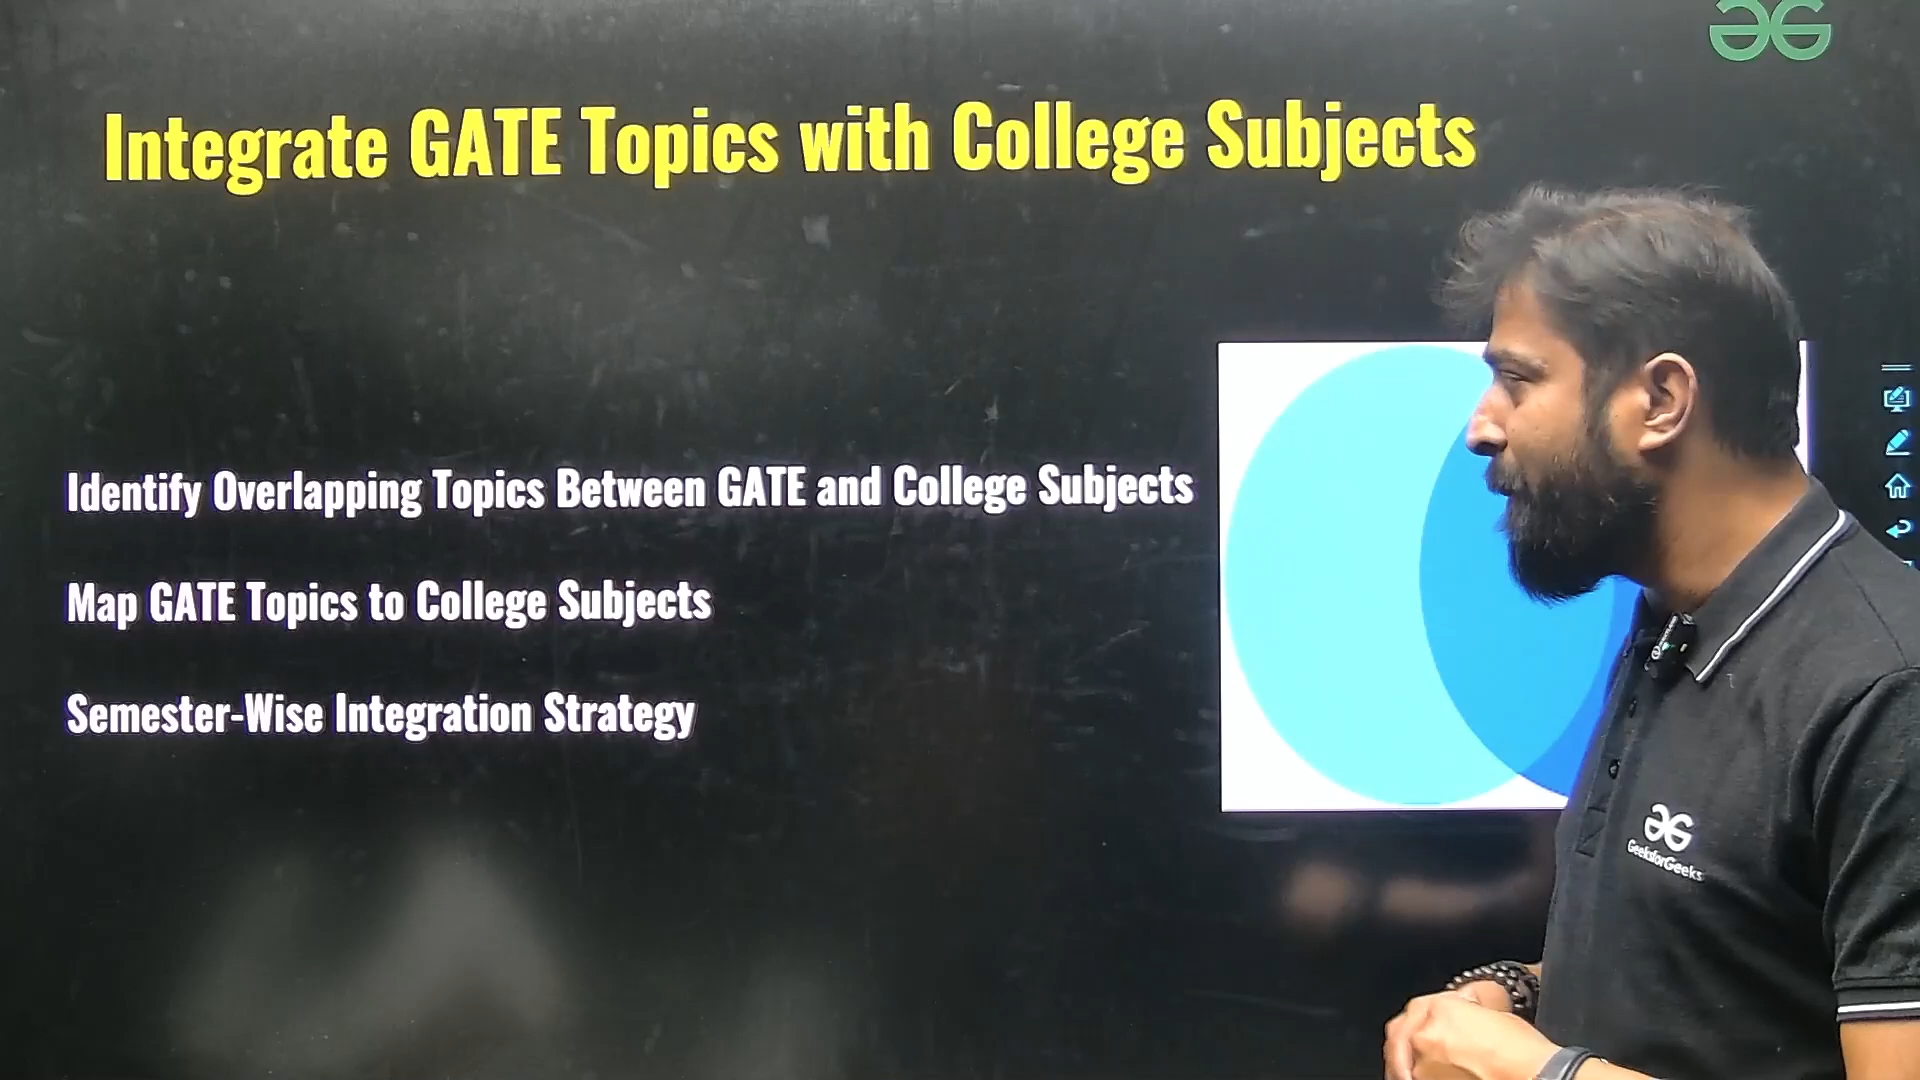 Integrate GATE Topics with College Subjects
Identify Overlapping Topics Between GATE and College Subjects
Map GATE Topics to College Subjects
Semester-Wise Integration Strategy
GeeksforGeeks